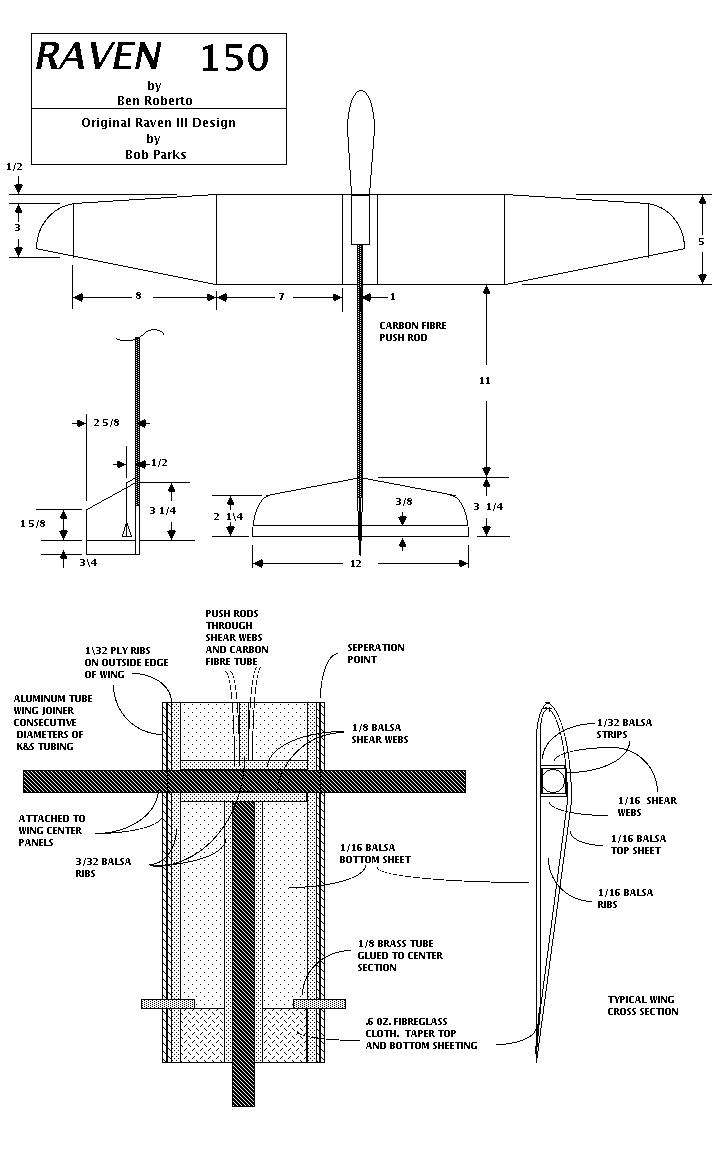 RAVEN 150
by
Ben Roberto
Original Raven III Design
by
Bob Parks
1/2
3
5
8
7
1
CARBON FIBRE
PUSH ROD
11
2 5/8
1/2
3/8
2 1\4
3 1/4
1 5/8
3 1/4
3\4
12
PUSH RODS
THROUGH
SHEAR WEBS
AND CARBON
FIBRE TUBE
1\32 PLY RIBS
ON OUTSIDE EDGE
OF WING
SEPERATION
POINT
ALUMINUM TUBE
WING JOINER
CONSECUTIVE
DIAMETERS OF
K&S TUBING
1/8 BALSA
SHEAR WEBS
1/32 BALSA
STRIPS
1/16 SHEAR
WEBS
ATTACHED TO
WING CENTER
PANELS
3/32 BALSA
RIBS
1/16 BALSA
BOTTOM SHEET
1/16 BALSA
TOP SHEET
1/16 BALSA
RIBS
1/8 BRASS TUBE
GLUED TO CENTER
SECTION
TYPICAL WING
CROSS SECTION
.6 OZ. FIBREGLASS
CLOTH. TAPER TOP
AND BOTTOM SHEETING